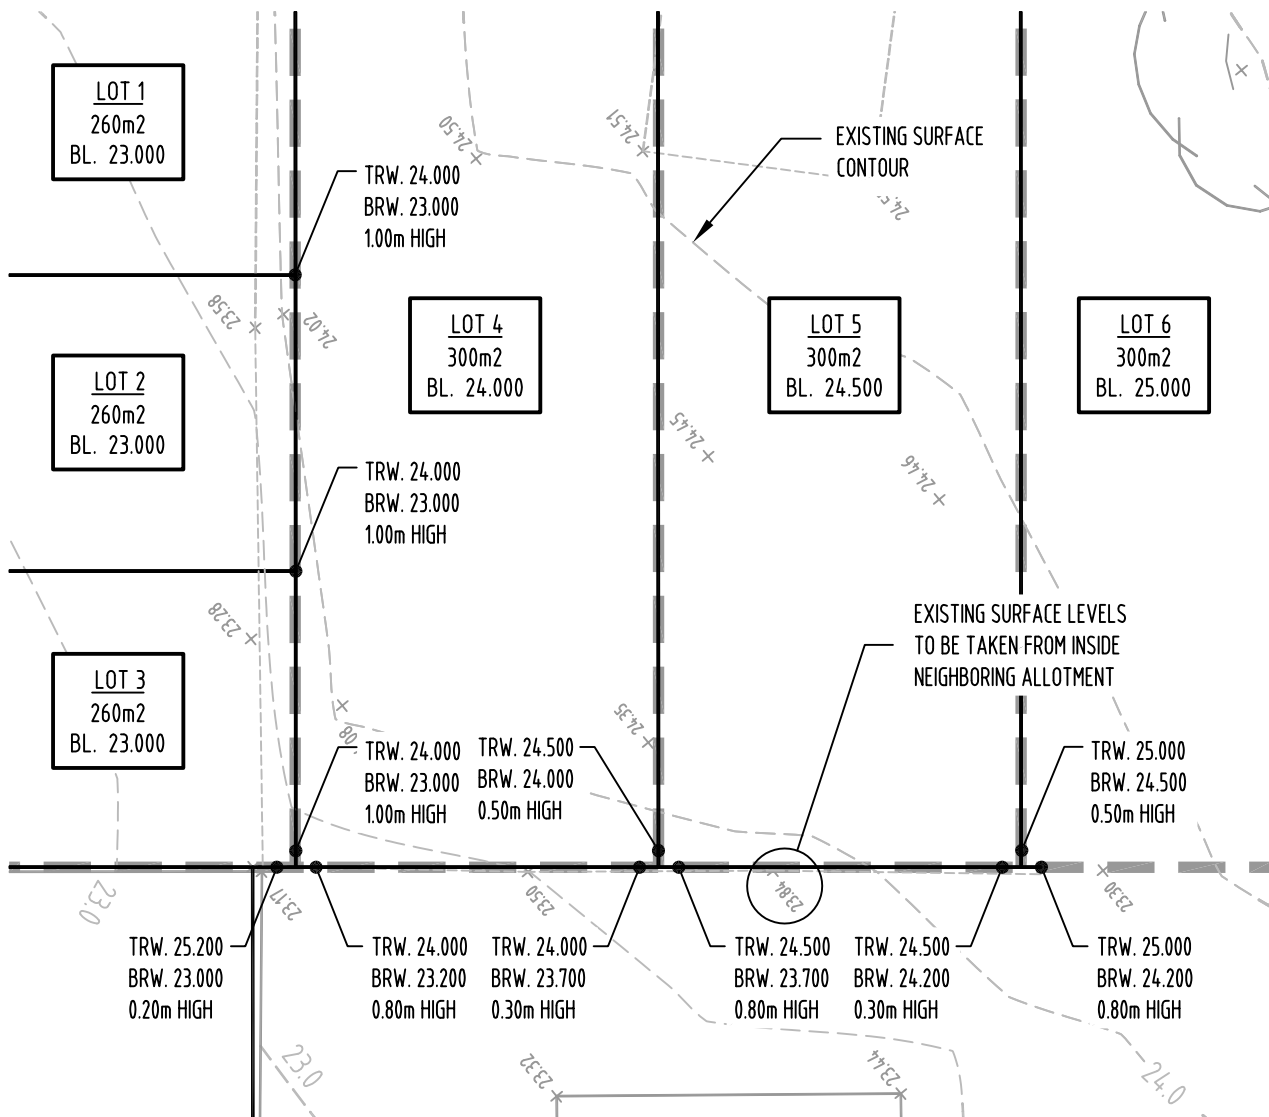 LOT 1
260m2
BL. 23.000
24.50
24.51
EXISTING SURFACE
CONTOUR
TRW. 24.000
BRW. 23.000
1.00m HIGH
23.58
24.02
LOT 2
260m2
BL. 23.000
LOT 4
300m2
BL. 24.000
LOT 5
300m2
BL. 24.500
LOT 6
300m2
BL. 25.000
24.45
24.46
TRW. 24.000
BRW. 23.000
1.00m HIGH
23.28
EXISTING SURFACE LEVELS
TO BE TAKEN FROM INSIDE
NEIGHBORING ALLOTMENT
LOT 3
260m2
BL. 23.000
24.35
TRW. 24.000
BRW. 23.000
1.00m HIGH
TRW. 24.500
BRW. 24.000
0.50m HIGH
TRW. 25.000
BRW. 24.500
0.50m HIGH
23.0
23.17
23.50
23.84
23.30
TRW. 25.200
BRW. 23.000
0.20m HIGH
TRW. 24.000
BRW. 23.200
0.80m HIGH
TRW. 24.000
BRW. 23.700
0.30m HIGH
TRW. 24.500
BRW. 23.700
0.80m HIGH
TRW. 24.500
BRW. 24.200
0.30m HIGH
TRW. 25.000
BRW. 24.200
0.80m HIGH
23.0
23.32
23.44
24.0